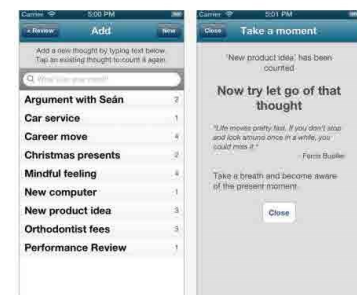 Carrier 5:00 PM
< Review Add New
Add a new thought by typing text below.
Tap an existing thought to count it again.
Argument with Seán 2
Car service 1
Career move 4
Christmas presents 2
Mindful feeling 4
New computer 1
New product idea 3
Orthodontist fees 3
Performance Review 1
Carrier 5:01 PM
Close Take a moment
'New product idea' has been
counted
Now try let go of that
thought
"Life moves pretty fast. If you don't stop
and look around once in a while, you
could miss it."
- Ferris Bueller
Take a breath and become aware
of the present moment.
Close